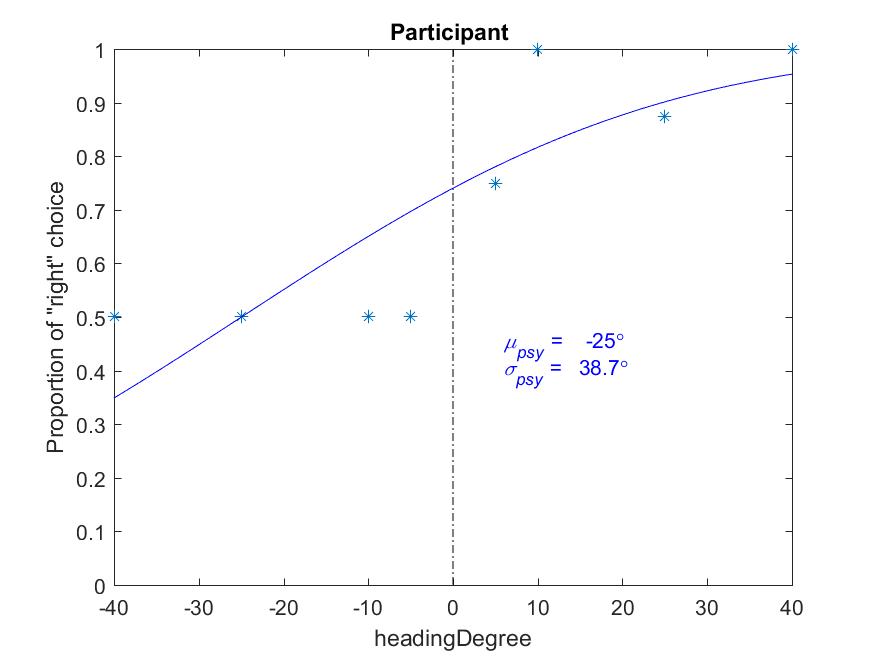 Participant
1
0.9
0.8
0.7
0.6
0.5
0.4
0.3
0.2
0.1
0
Proportion of "right" choice
μpsy = -25°
σpsy = 38.7°
-40 -30 -20 -10 0 10 20 30 40
headingDegree